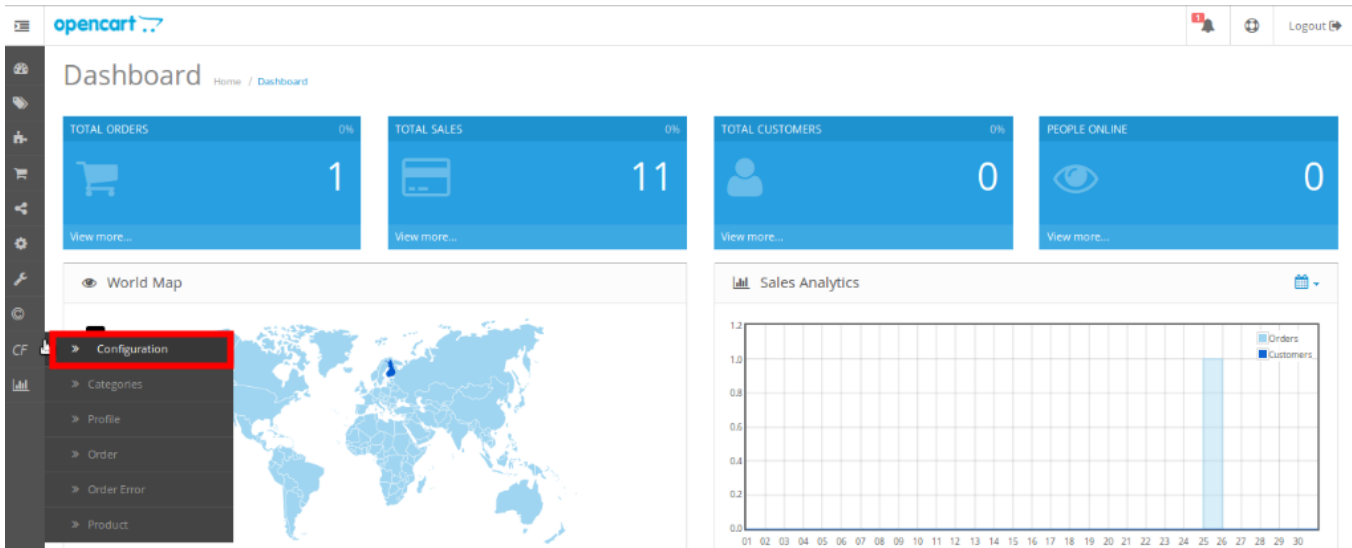 opencart
1
Logout
Dashboard Home / Dashboard
TOTAL ORDERS 0%
1
View more...
TOTAL SALES 0%
11
View more...
TOTAL CUSTOMERS 0%
0
View more...
PEOPLE ONLINE
0
View more...
World Map
CF
» Configuration
» Categories
» Profile
» Order
» Order Error
» Product
Sales Analytics
Orders
Customers
1.2
1.0
0.8
0.6
0.4
0.2
0.0
01 02 03 04 05 06 07 08 09 10 11 12 13 14 15 16 17 18 19 20 21 22 23 24 25 26 27 28 29 30